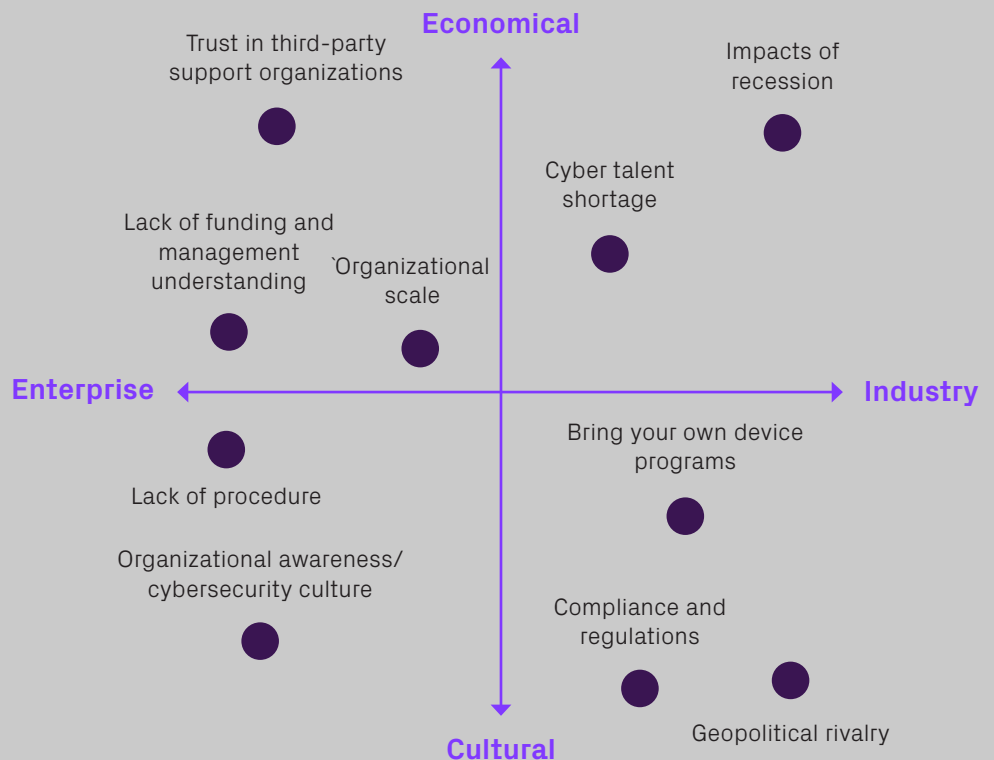 Economical
Trust in third-party
support organizations
Impacts of
recession
Cyber talent
shortage
Lack of funding and
management
understanding
`Organizational
scale
Enterprise
Industry
Bring your own device
programs
Lack of procedure
Organizational awareness/
cybersecurity culture
Compliance and
regulations
Geopolitical rivalry
Cultural